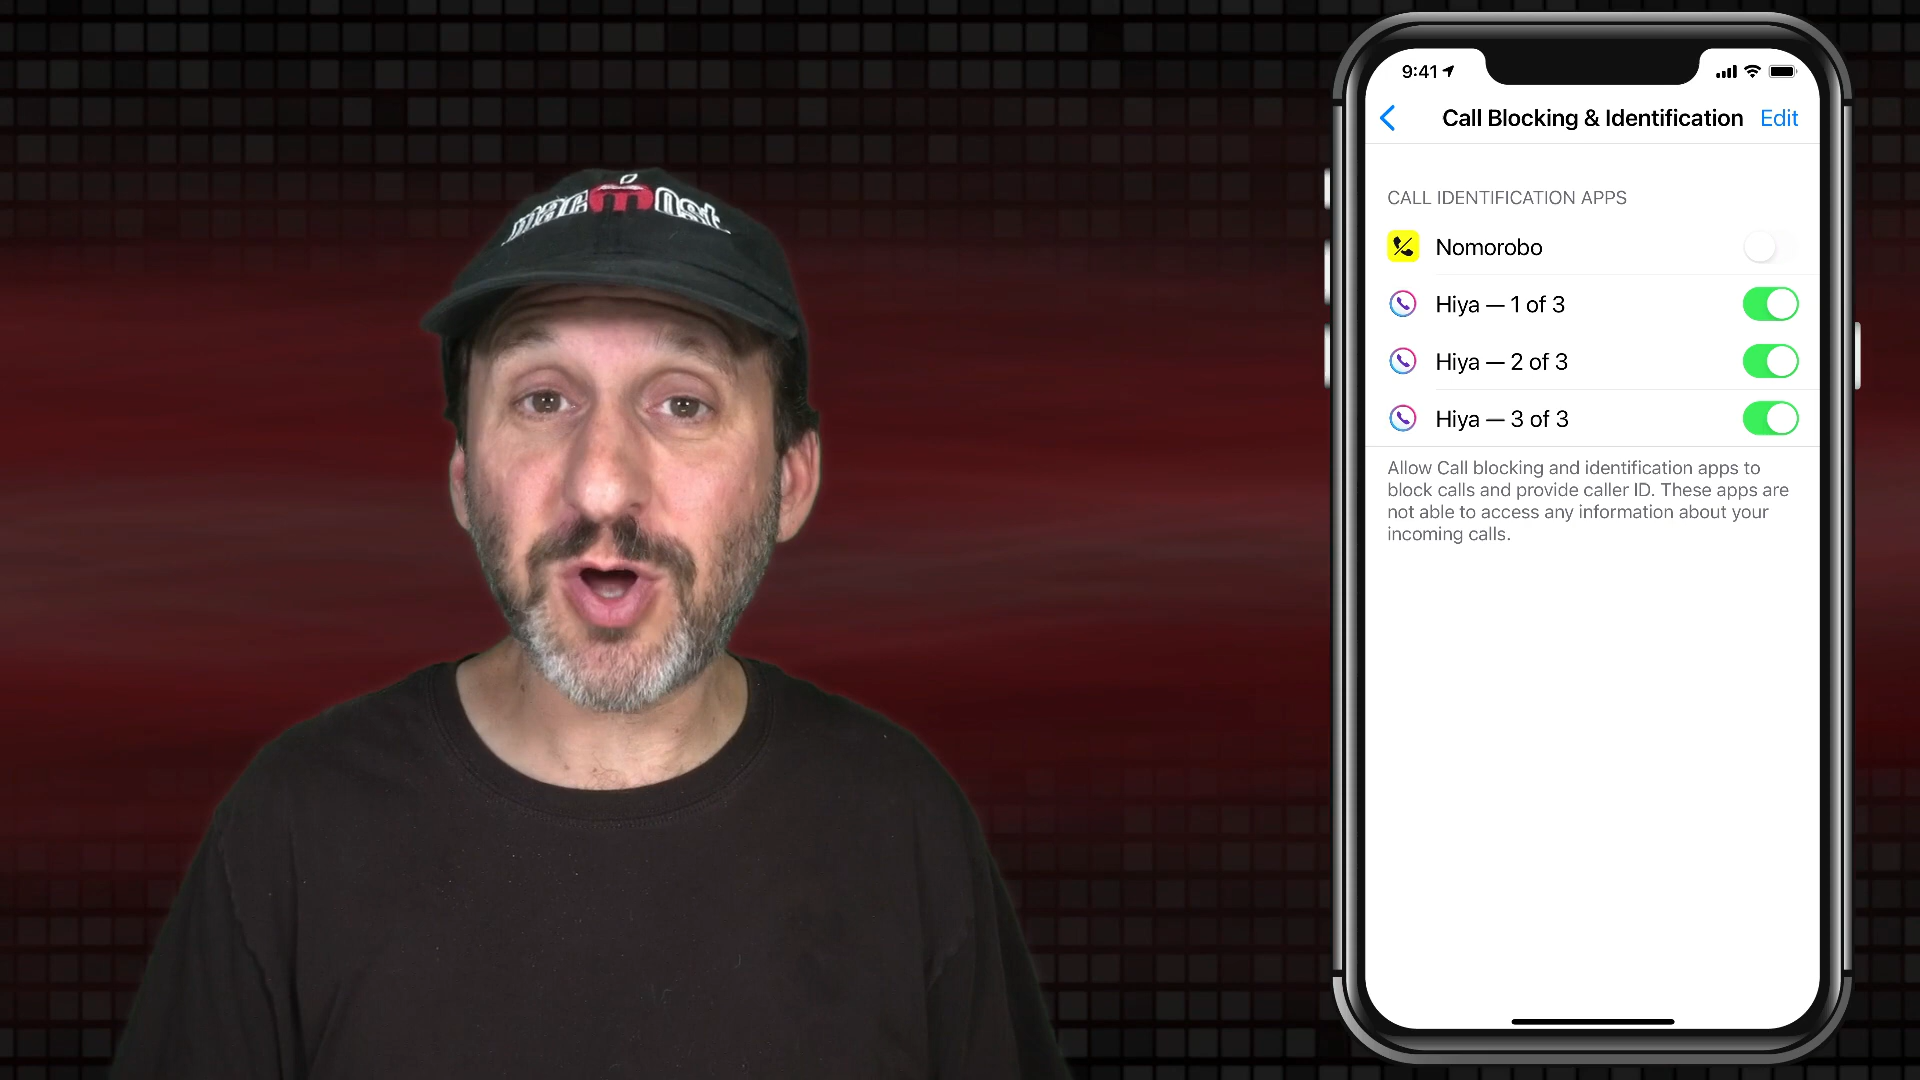 macmost
9:41
Call Blocking & Identification
Edit
CALL IDENTIFICATION APPS
Nomorobo
Hiya — 1 of 3
Hiya — 2 of 3
Hiya — 3 of 3
Allow Call blocking and identification apps to
block calls and provide caller ID. These apps are
not able to access any information about your
incoming calls.